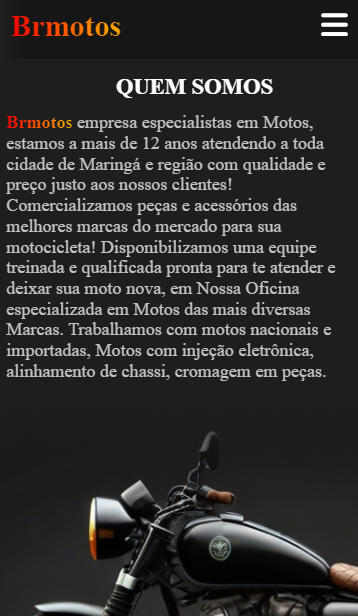 Brmotos
QUEM SOMOS
Brmotos empresa especialistas em Motos,
estamos a mais de 12 anos atendendo a toda
cidade de Maringá e região com qualidade e
preço justo aos nossos clientes!
Comercializamos peças e acessórios das
melhores marcas do mercado para sua
motocicleta! Disponibilizamos uma equipe
treinada e qualificada pronta para te atender e
deixar sua moto nova, em Nossa Oficina
especializada em Motos das mais diversas
Marcas. Trabalhamos com motos nacionais e
importadas, Motos com injeção eletrônica,
alinhamento de chassi, cromagem em peças.